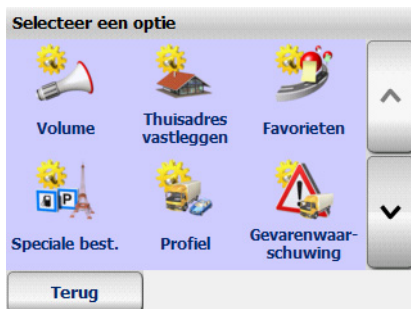 Selecteer een optie
Volume
Thuisadres
vastleggen
Favorieten
P
Speciale best.
Profiel
Gevarenwaar-
schuwing
Terug